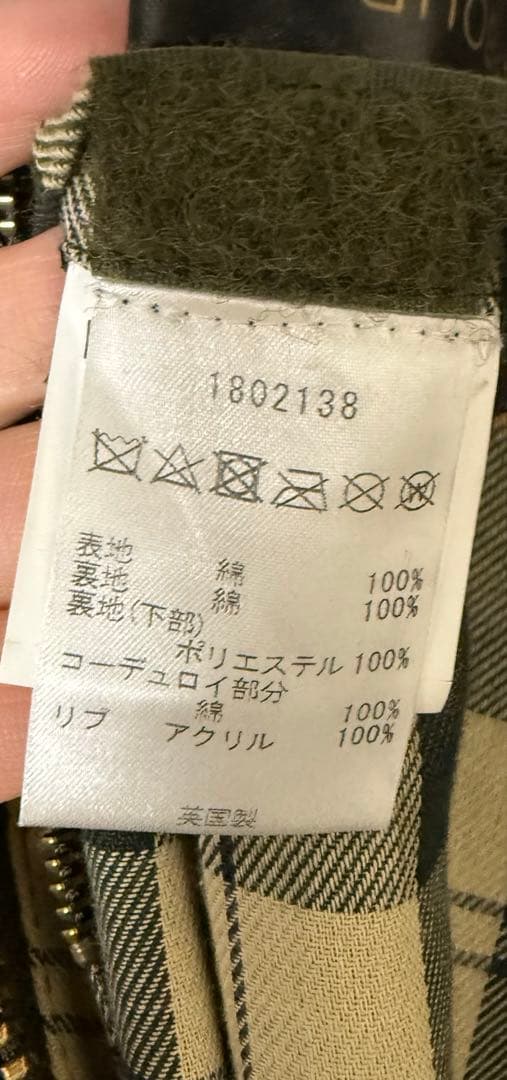 1802138
表地 綿 100%
裏地 綿 100%
裏地(下部)
ポリエステル 100%
コーデュロイ部分
綿 100%
リブ アクリル 100%
英国製